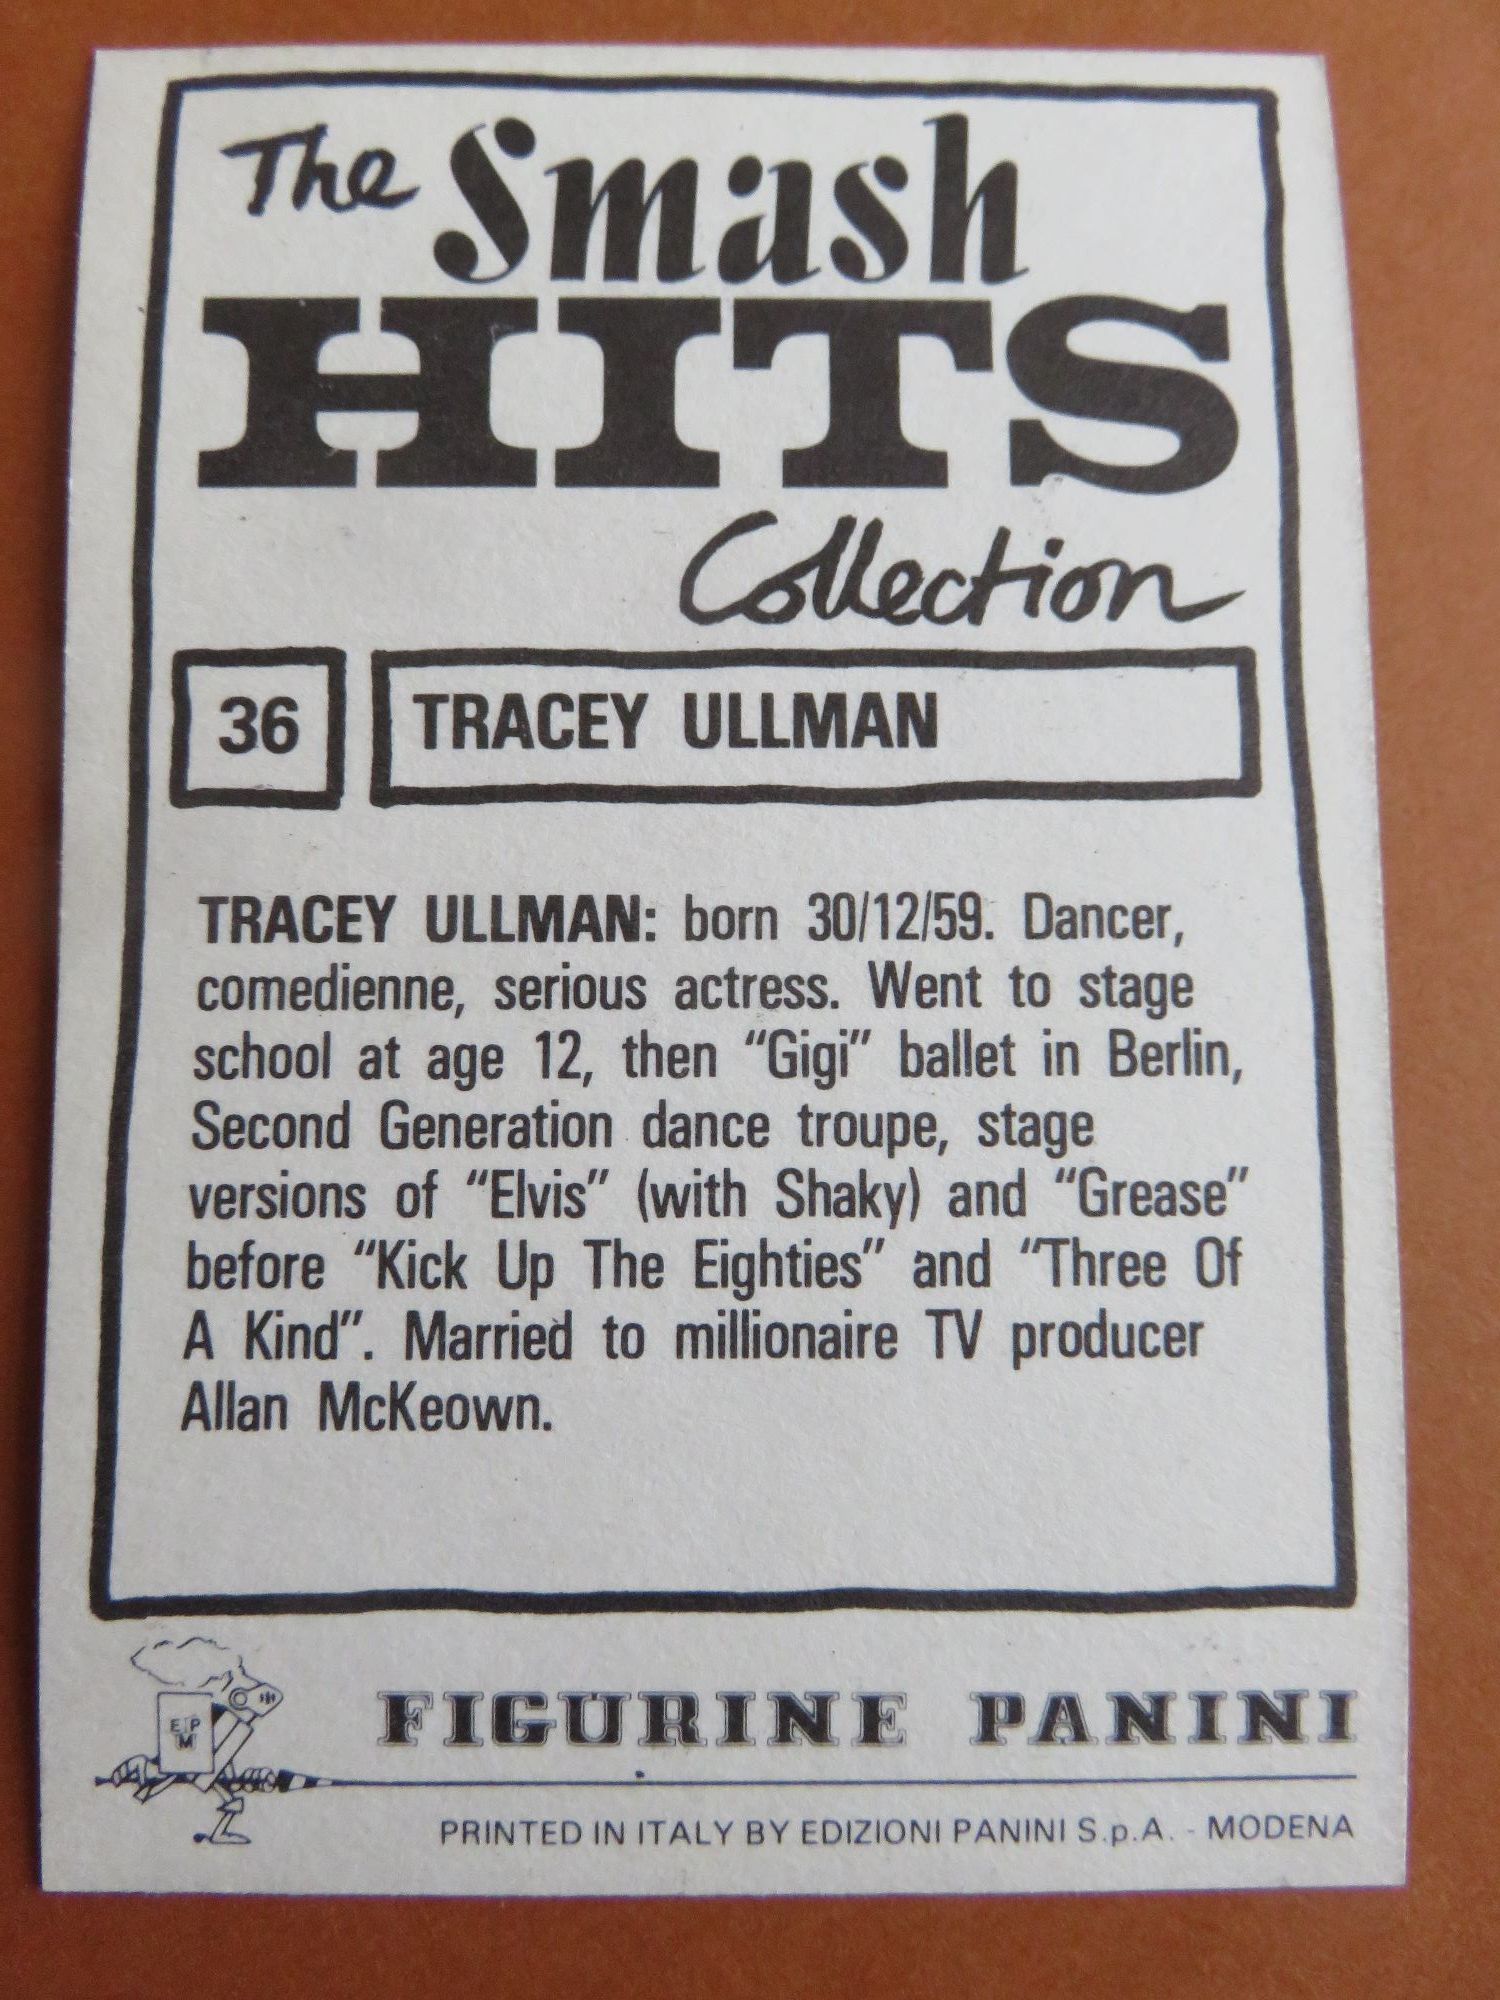 The Smash
HITS
Collection
36 TRACEY ULLMAN
TRACEY ULLMAN: born 30/12/59. Dancer,
comedienne, serious actress. Went to stage
school at age 12, then “Gigi” ballet in Berlin,
Second Generation dance troupe, stage
versions of “Elvis” (with Shaky) and “Grease”
before “Kick Up The Eighties” and “Three Of
A Kind”. Married to millionaire TV producer
Allan McKeown.
E P
M
FIGURINE PANINI
PRINTED IN ITALY BY EDIZIONI PANINI S.p.A. - MODENA